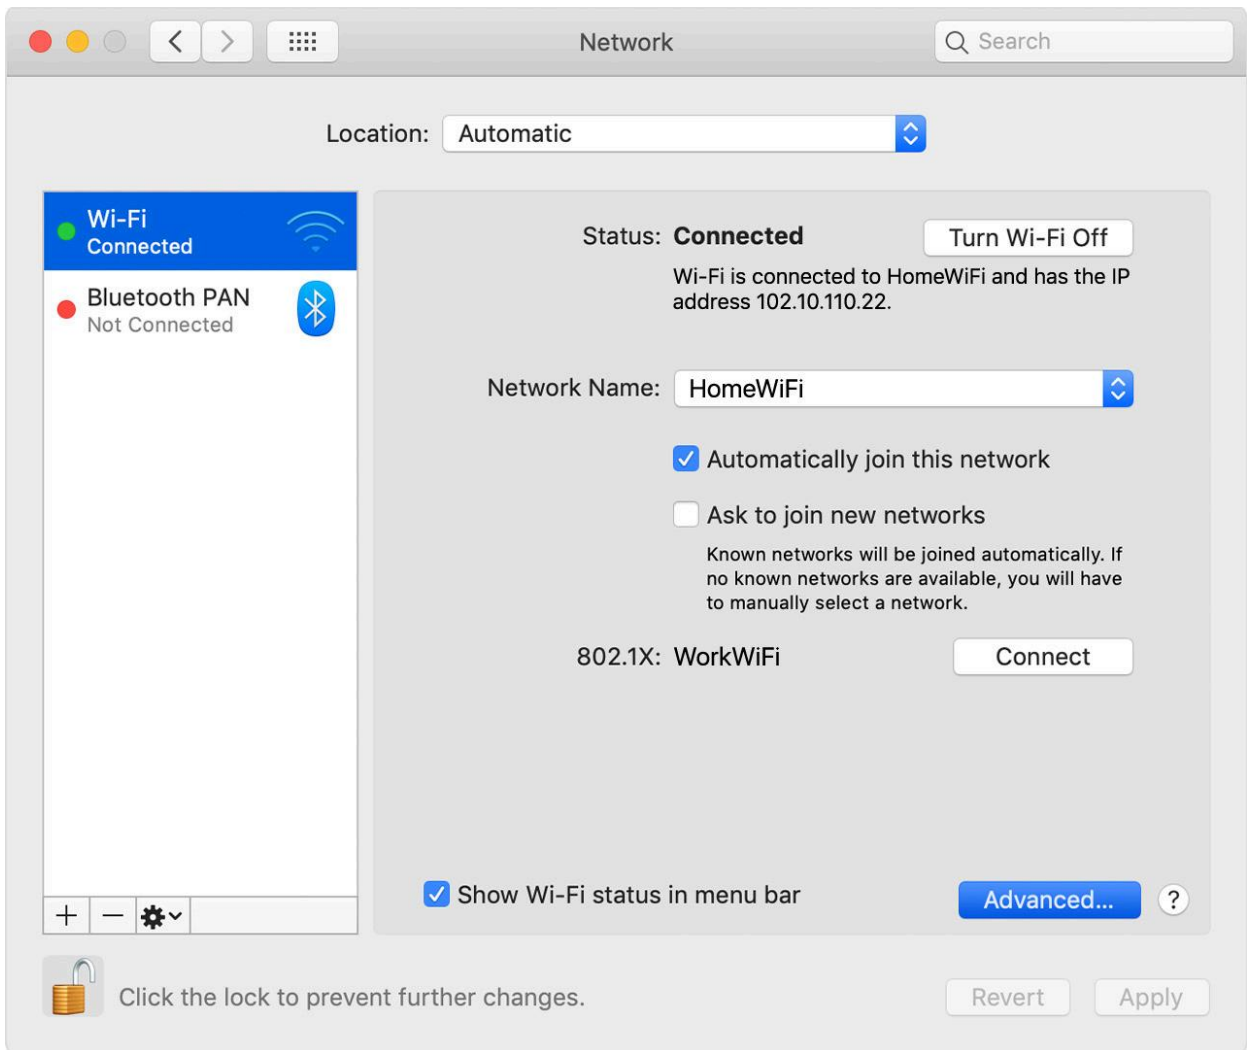 Network
Search
Location: Automatic
Wi-Fi
Connected
Bluetooth PAN
Not Connected
Status: Connected
Turn Wi-Fi Off
Wi-Fi is connected to HomeWiFi and has the IP
address 102.10.110.22.
Network Name: HomeWiFi
Automatically join this network
Ask to join new networks
Known networks will be joined automatically. If
no known networks are available, you will have
to manually select a network.
802.1X: WorkWiFi
Connect
Show Wi-Fi status in menu bar
Advanced...
?
Click the lock to prevent further changes.
Revert
Apply